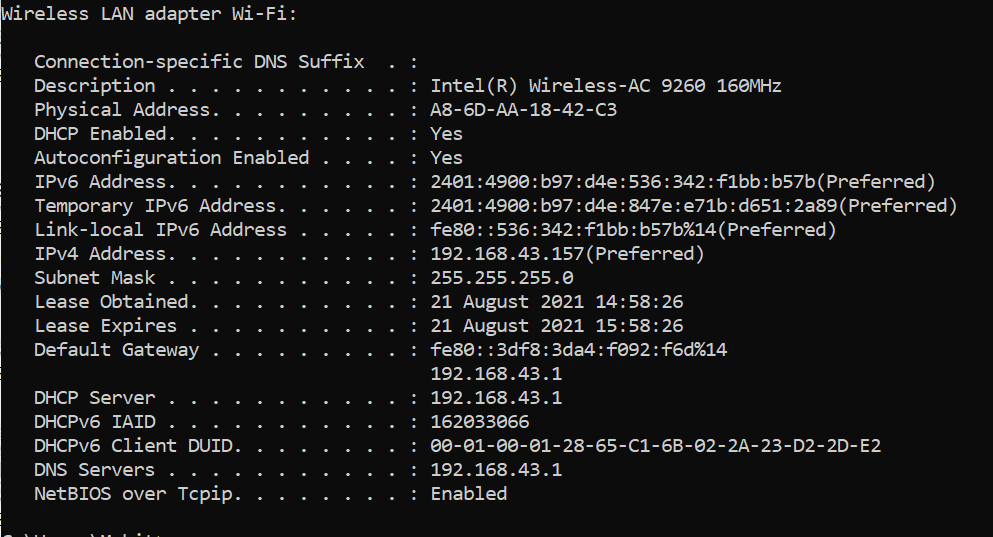 Wireless LAN adapter Wi-Fi:
Connection-specific DNS Suffix  . :
Description . . . . . . . . . . . : Intel(R) Wireless-AC 9260 160MHz
Physical Address. . . . . . . . . : A8-6D-AA-18-42-C3
DHCP Enabled. . . . . . . . . . . : Yes
Autoconfiguration Enabled . . . . : Yes
IPv6 Address. . . . . . . . . . . : 2401:4900:b97:d4e:536:342:f1bb:b57b(Preferred)
Temporary IPv6 Address. . . . . . : 2401:4900:b97:d4e:847e:e71b:d651:2a89(Preferred)
Link-local IPv6 Address . . . . . : fe80::536:342:f1bb:b57b%14(Preferred)
IPv4 Address. . . . . . . . . . . : 192.168.43.157(Preferred)
Subnet Mask . . . . . . . . . . . : 255.255.255.0
Lease Obtained. . . . . . . . . . : 21 August 2021 14:58:26
Lease Expires . . . . . . . . . . : 21 August 2021 15:58:26
Default Gateway . . . . . . . . . : fe80::3df8:3da4:f092:f6d%14
192.168.43.1
DHCP Server . . . . . . . . . . . : 192.168.43.1
DHCPv6 IAID . . . . . . . . . . . : 162033066
DHCPv6 Client DUID. . . . . . . . : 00-01-00-01-28-65-C1-6B-02-2A-23-D2-2D-E2
DNS Servers . . . . . . . . . . . : 192.168.43.1
NetBIOS over Tcpip. . . . . . . . : Enabled